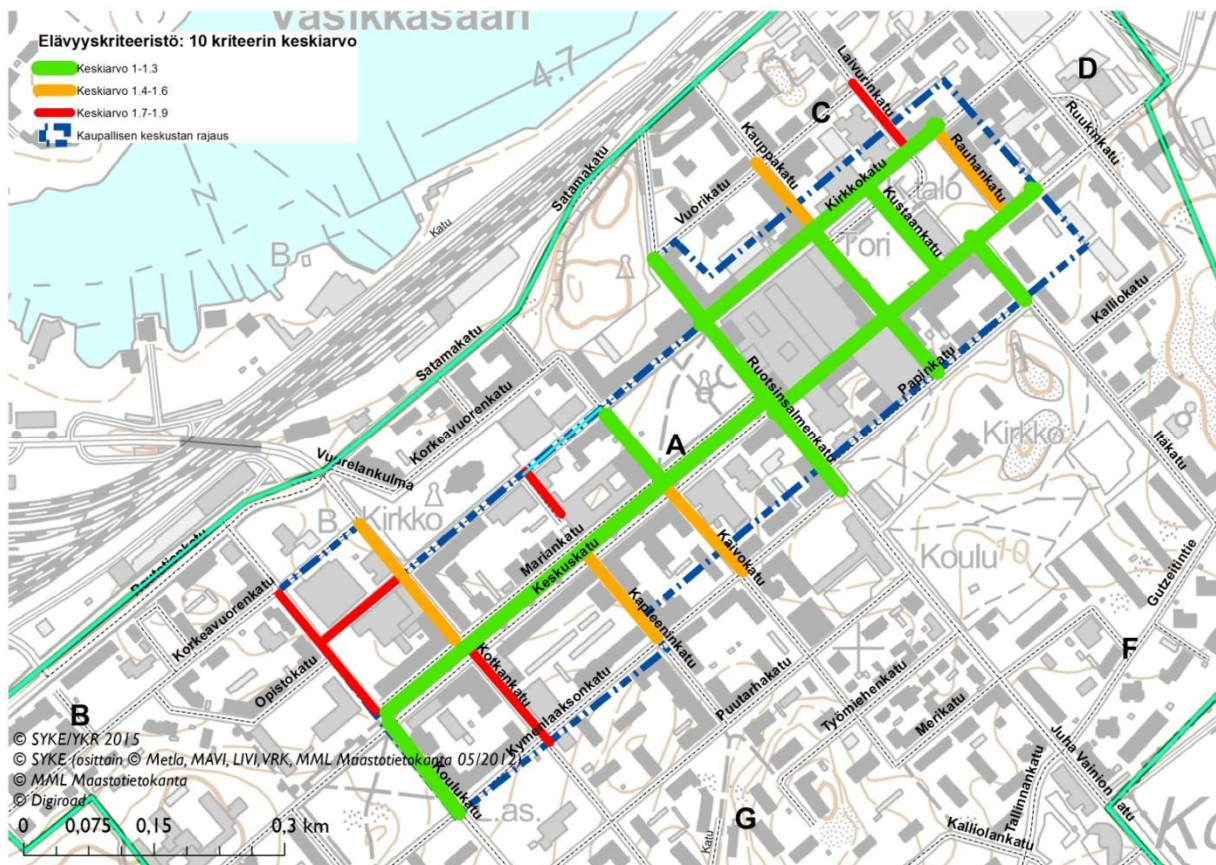 Vasikkasaari
Elävyyskriteeristö: 10 kriteerin keskiarvo
Keskiarvo 1-1.3
Keskiarvo 1.4-1.6
Keskiarvo 1.7-1.9
Kaupallisen keskustan rajaus
4.7
D
C
Laivurinkatu
Ruukinkatu
Kauppakatu
Rauhankatu
Satamakatu
Kirkkokatu
Vuorikatu
Kustaankatu
Katu
Tori
B
Kalliokatu
Satamakatu
Papinkatu
Ruotsinsalmenkatu
Korkeavuorenkatu
A
Kirkko
Itäkatu
Vuorelankulma
B
Kirkko
Mariankatu
Keskuskatu
Kaivokatu
Koulu
10
Gutzeitintie
Korkeavuorenkatu
Kapteeninkatu
Opistokatu
Kotkankatu
F
B
Kymenlaaksonkatu
Puutarhakatu
Työmiehenkatu
Merikatu
© SYKE/YKR 2015
© SYKE (osittain © Metla, MAVI, LIVI,VRK, MML Maastotietokanta 05/2012)
© MML Maastotietokanta
© Digiroad
Koulukatu
L.as.
Juha Vainion katu
Tallinnankatu
Kalliolankatu
G
Katu
0 0,075 0,15 0,3 km